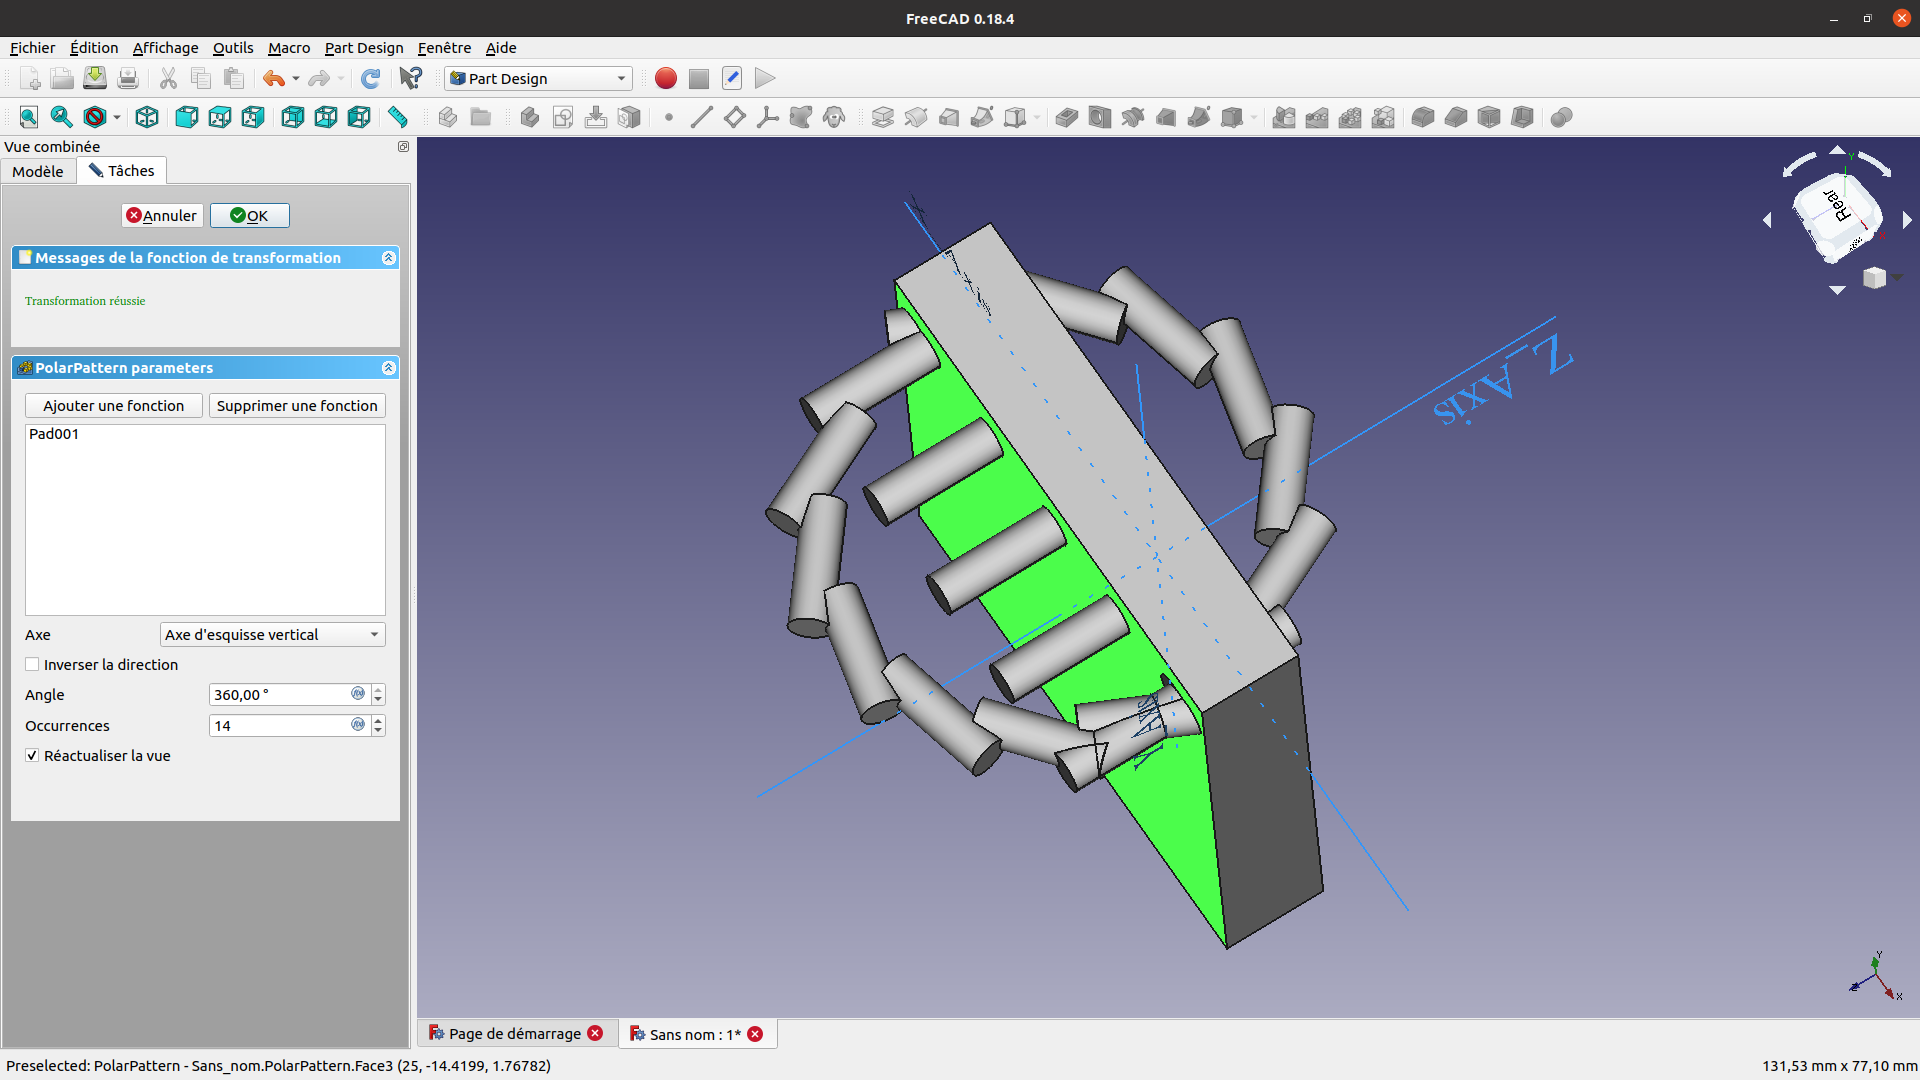 FreeCAD 0.18.4
Fichier Édition Affichage Outils Macro Part Design Fenêtre Aide
Part Design
Vue combinée
Modèle Tâches
Annuler OK
Messages de la fonction de transformation
Transformation réussie
PolarPattern parameters
Ajouter une fonction Supprimer une fonction
Pad001
Axe Axe d'esquisse vertical
Inverser la direction
Angle 360,00 °
Occurrences 14
Réactualiser la vue
Z_Axis
Rear
Y
X
Page de démarrage Sans nom : 1*
Preselected: PolarPattern - Sans_nom.PolarPattern.Face3 (25, -14.4199, 1.76782) 131,53 mm x 77,10 mm